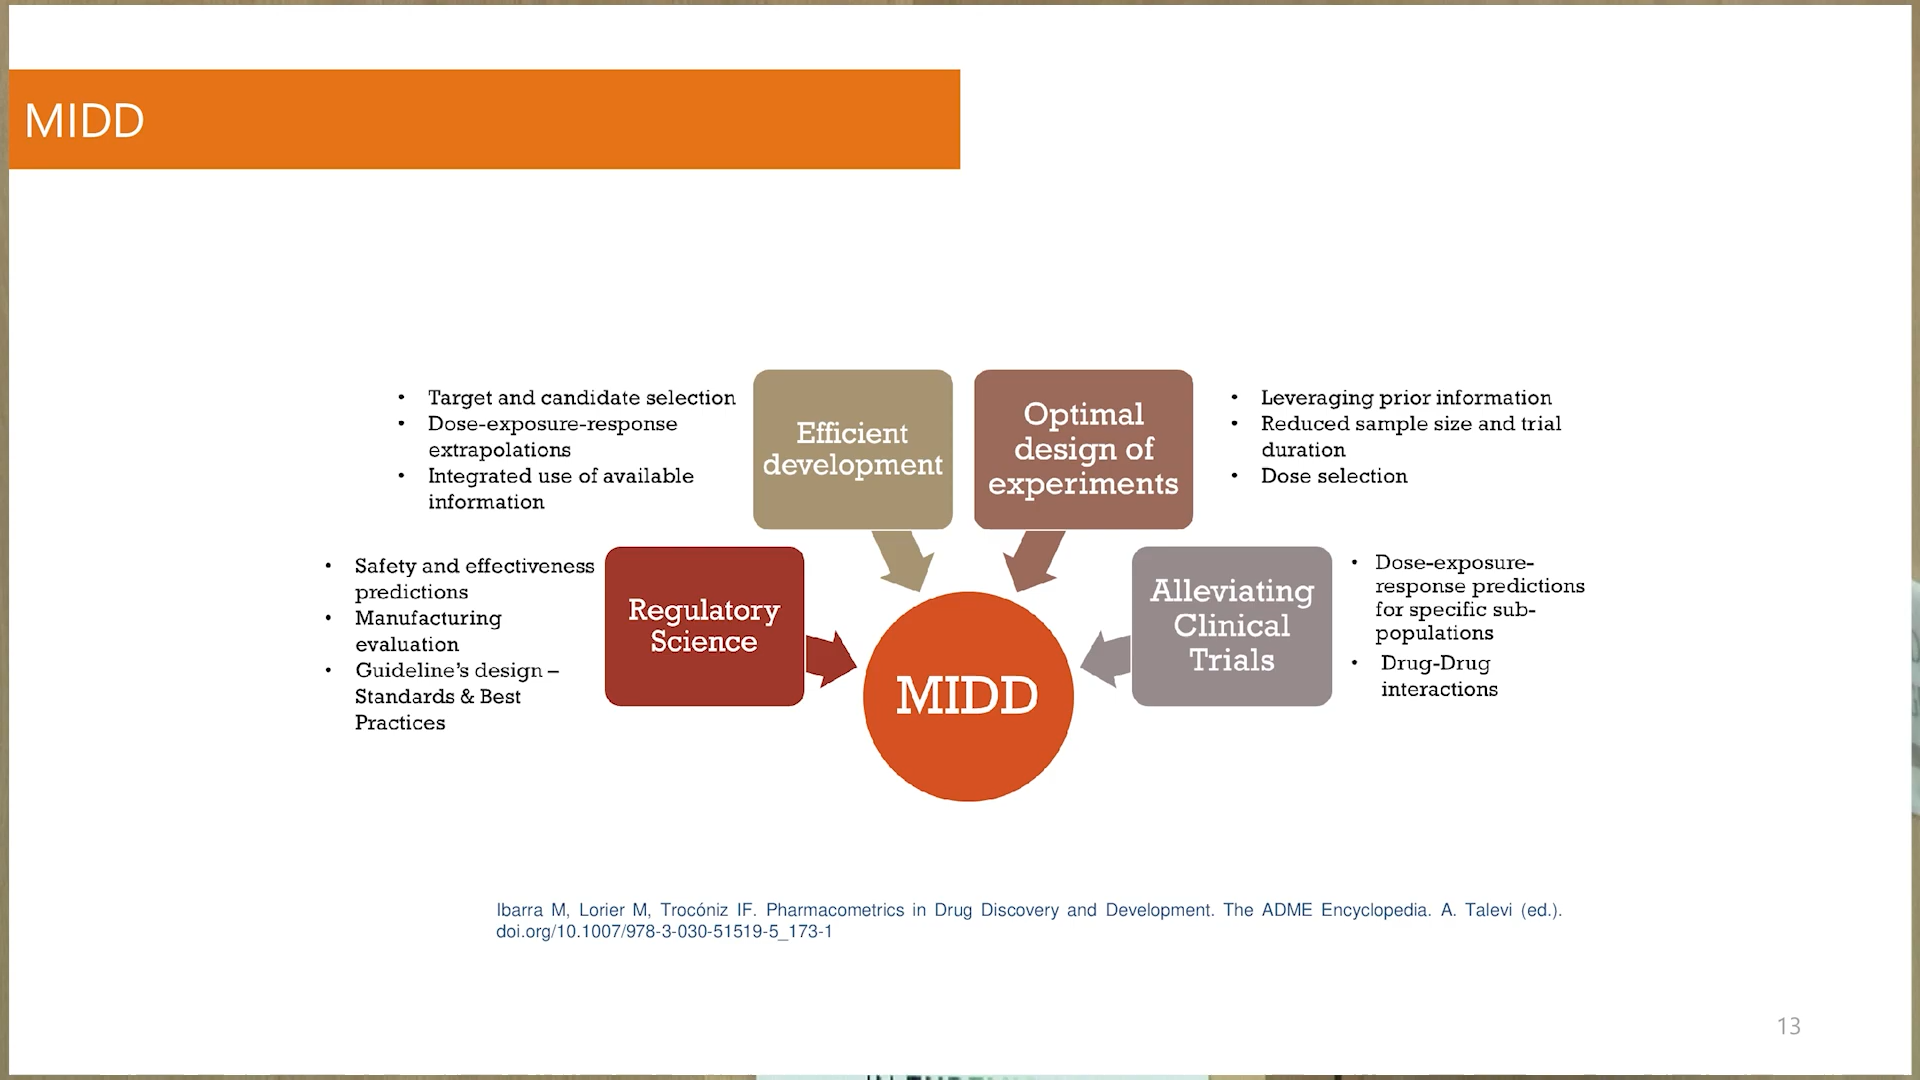 MIDD
• Target and candidate selection
• Dose-exposure-response
extrapolations
• Integrated use of available
information
Efficient
development
Optimal
design of
experiments
• Leveraging prior information
• Reduced sample size and trial
duration
• Dose selection
• Safety and effectiveness
predictions
• Manufacturing
evaluation
• Guideline's design –
Standards & Best
Practices
Regulatory
Science
MIDD
Alleviating
Clinical
Trials
• Dose-exposure-
response predictions
for specific sub-
populations
• Drug-Drug
interactions
Ibarra M, Lorier M, Trocóniz IF. Pharmacometrics in Drug Discovery and Development. The ADME Encyclopedia. A. Talevi (ed.).
doi.org/10.1007/978-3-030-51519-5_173-1
13